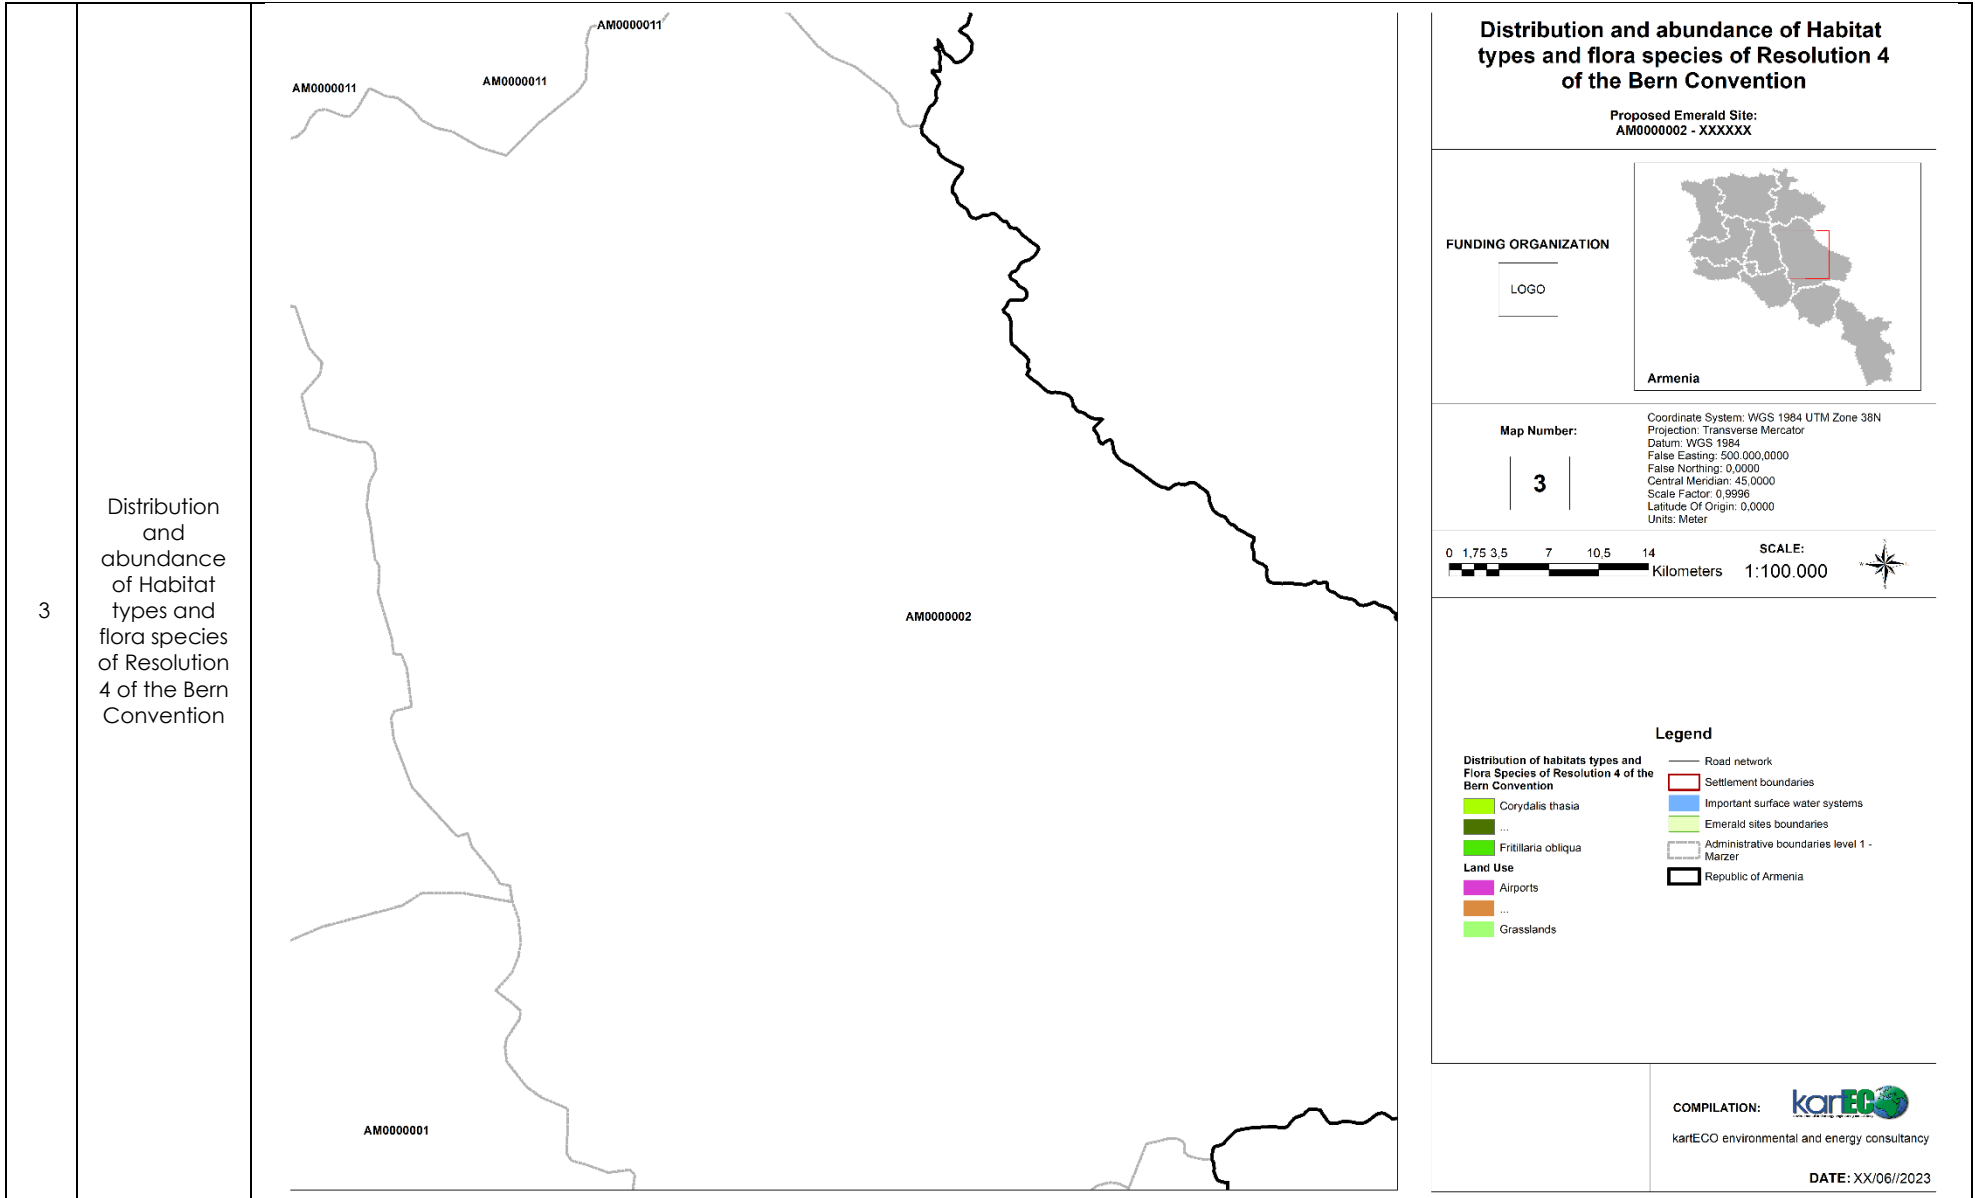 3
Distribution
and
abundance
of Habitat
types and
flora species
of Resolution
4 of the Bern
Convention
AM0000011
AM0000011
AM0000011
AM0000002
AM0000001
Distribution and abundance of Habitat
types and flora species of Resolution 4
of the Bern Convention
Proposed Emerald Site:
AM0000002 - XXXXXX
FUNDING ORGANIZATION
LOGO
Armenia
Map Number:
3
Coordinate System: WGS 1984 UTM Zone 38N
Projection: Transverse Mercator
Datum: WGS 1984
False Easting: 500.000,0000
False Northing: 0,0000
Central Meridian: 45,0000
Scale Factor: 0,9996
Latitude Of Origin: 0,0000
Units: Meter
0 1,75 3,5 7 10,5 14
Kilometers
SCALE:
1:100.000
Legend
Distribution of habitats types and
Flora Species of Resolution 4 of the
Bern Convention
Corydalis thasia
...
Fritillaria obliqua
Land Use
Airports
...
Grasslands
Road network
Settlement boundaries
Important surface water systems
Emerald sites boundaries
Administrative boundaries level 1 -
Marzer
Republic of Armenia
COMPILATION:
kartECO
kartECO environmental and energy consultancy
DATE: XX/06//2023